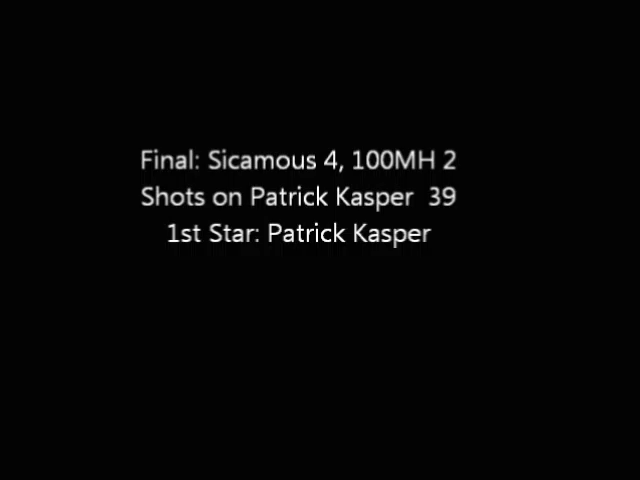 Final: Sicamous 4, 100MH 2
Shots on Patrick Kasper  39
1st Star: Patrick Kasper